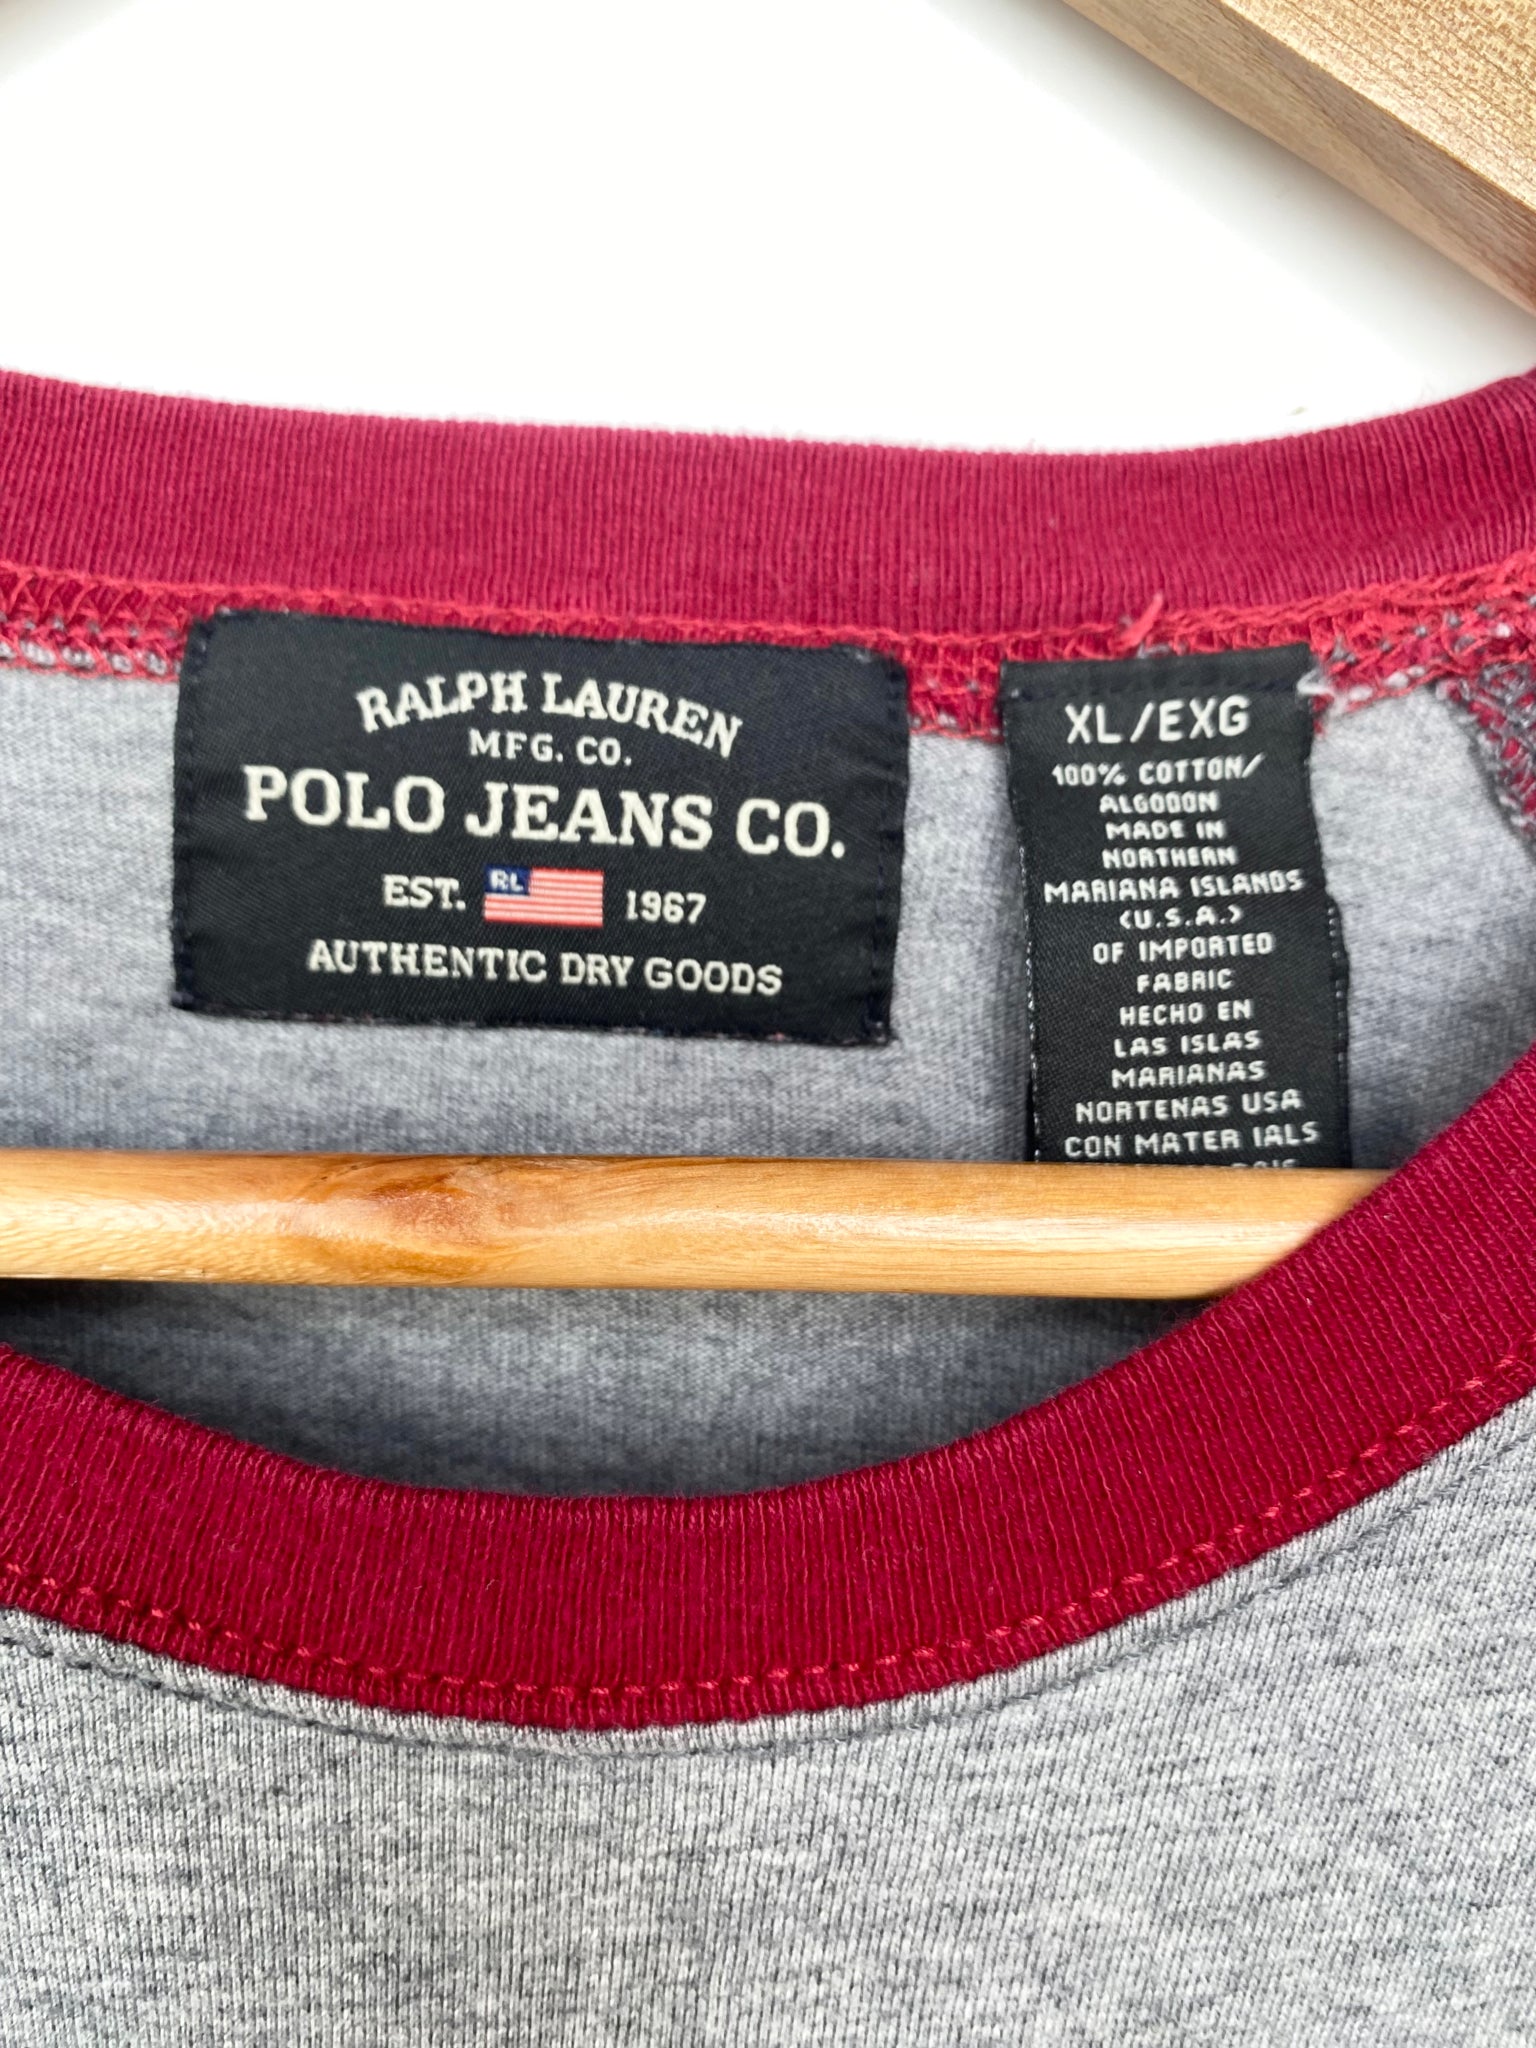 RALPH LAUREN
MFG. CO.
POLO JEANS CO.
EST. RL 1967
AUTHENTIC DRY GOODS
XL/EXG
100% COTTON/
ALGODON
MADE IN
NORTHERN
MARIANA ISLANDS
(U.S.A.)
OF IMPORTED
FABRIC
HECHO EN
LAS ISLAS
MARIANAS
NORTENAS USA
CON MATER IALS